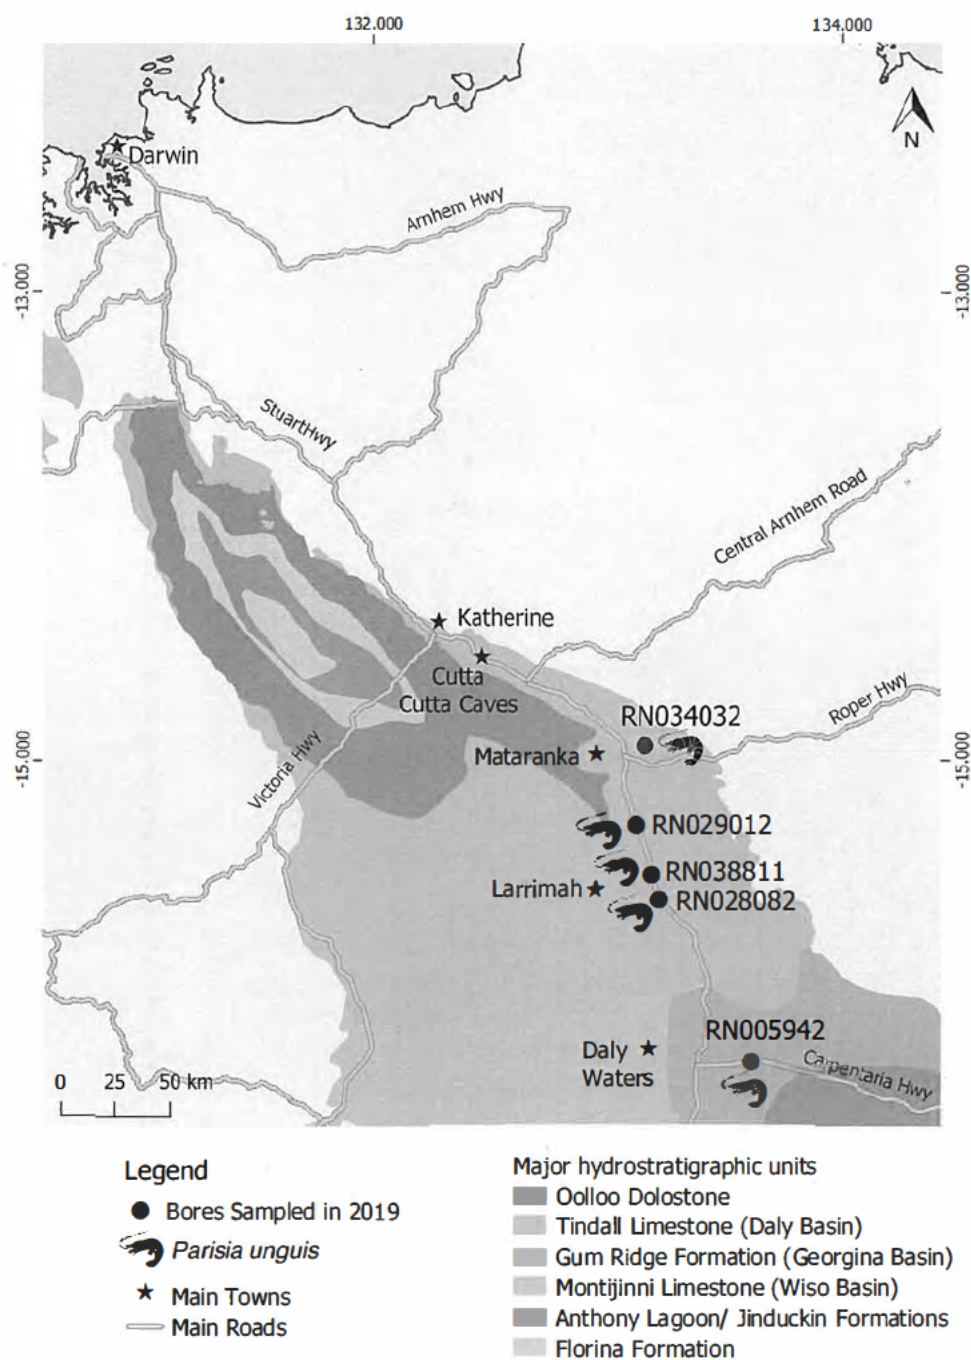 132.000
134.000
N
Darwin
Arnhem Hwy
-13.000
-13.000
StuartHwy
Central Arnhem Road
Katherine
Cutta
Cutta Caves
RN034032
Roper Hwy
Mataranka
-15.000
-15.000
Victoria Hwy
RN029012
RN038811
Larrimah
RN028082
RN005942
Daly
Waters
Carpentaria Hwy
0 25 50 km
Legend
Bores Sampled in 2019
Parisia unguis
Main Towns
Main Roads
Major hydrostratigraphic units
Oolloo Dolostone
Tindall Limestone (Daly Basin)
Gum Ridge Formation (Georgina Basin)
Montijinni Limestone (Wiso Basin)
Anthony Lagoon/ Jinduckin Formations
Florina Formation